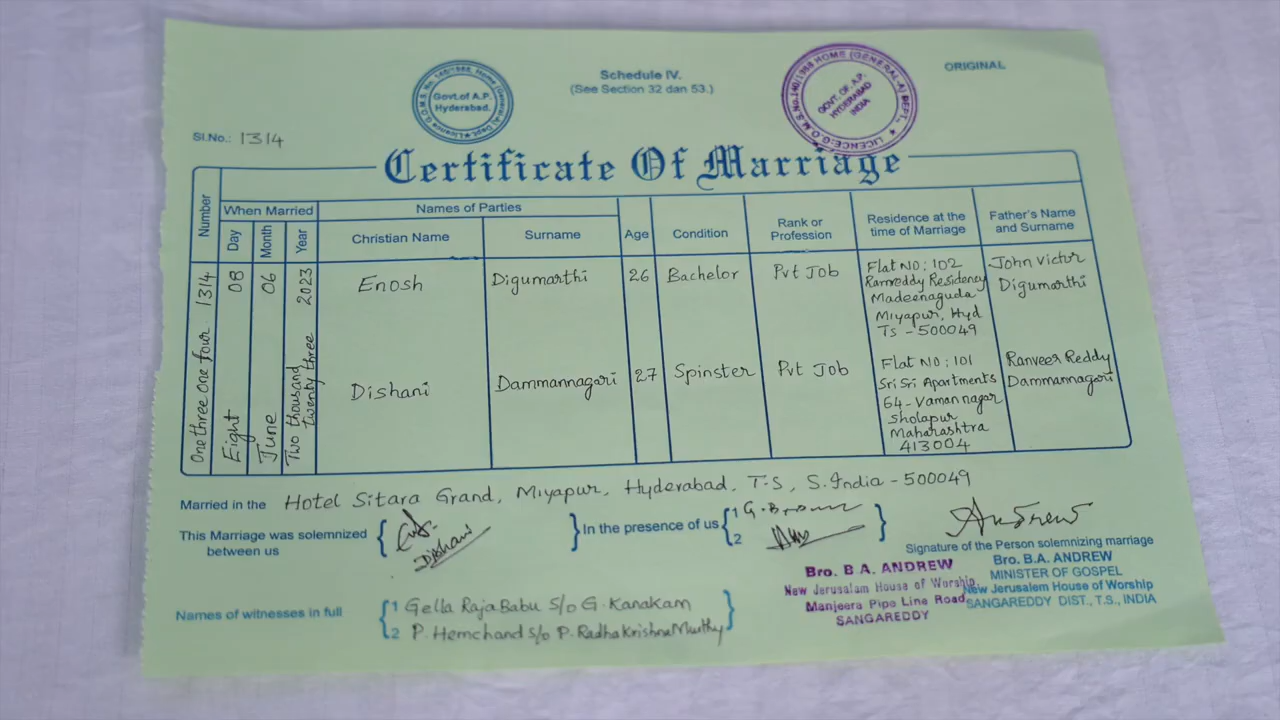 Schedule IV.
(See Section 32 dan 53.)
ORIGINAL
Govt.of A.P.
Hyderabad.
GOVT. OF A.P.
HYDERABAD
INDIA
Sl.No.: 1314
Certificate Of Marriage
Number
When Married
Day
Month
Year
Names of Parties
Christian Name
Surname
Age
Condition
Rank or
Profession
Residence at the
time of Marriage
Father's Name
and Surname
1314
One three one four
08
Eight
06
June
2023
Two thousand
twenty three
Enosh
Digumarthi
26
Bachelor
Pvt Job
Flat No : 102
Ramreddy Residency
Madeenaguda
Miyapur, Hyd
TS - 500049
John Victor
Digumarthi
Dishani
Dammannagari
27
Spinster
Pvt Job
Flat No : 101
Sri Sri Apartments
64- Vaman nagar
Sholapur
Maharashtra
413004
Ranveer Reddy
Dammannagari
Married in the Hotel Sitara Grand, Miyapur, Hyderabad, T.S, S.India - 500049
This Marriage was solemnized
between us
Dishani
In the presence of us
1
2
Andrew
Signature of the Person solemnizing marriage
Bro. B.A. ANDREW
MINISTER OF GOSPEL
New Jerusalem House of Worship
SANGAREDDY DIST., T.S., INDIA
Bro. B A. ANDREW
New Jerusalam House of Worship,
Manjeera Pipe Line Road
SANGAREDDY
Names of witnesses in full
1 Gella RajaBabu S/o G. Kanakam
2 P. Hemchand S/o P. RadhaKrishna Murthy